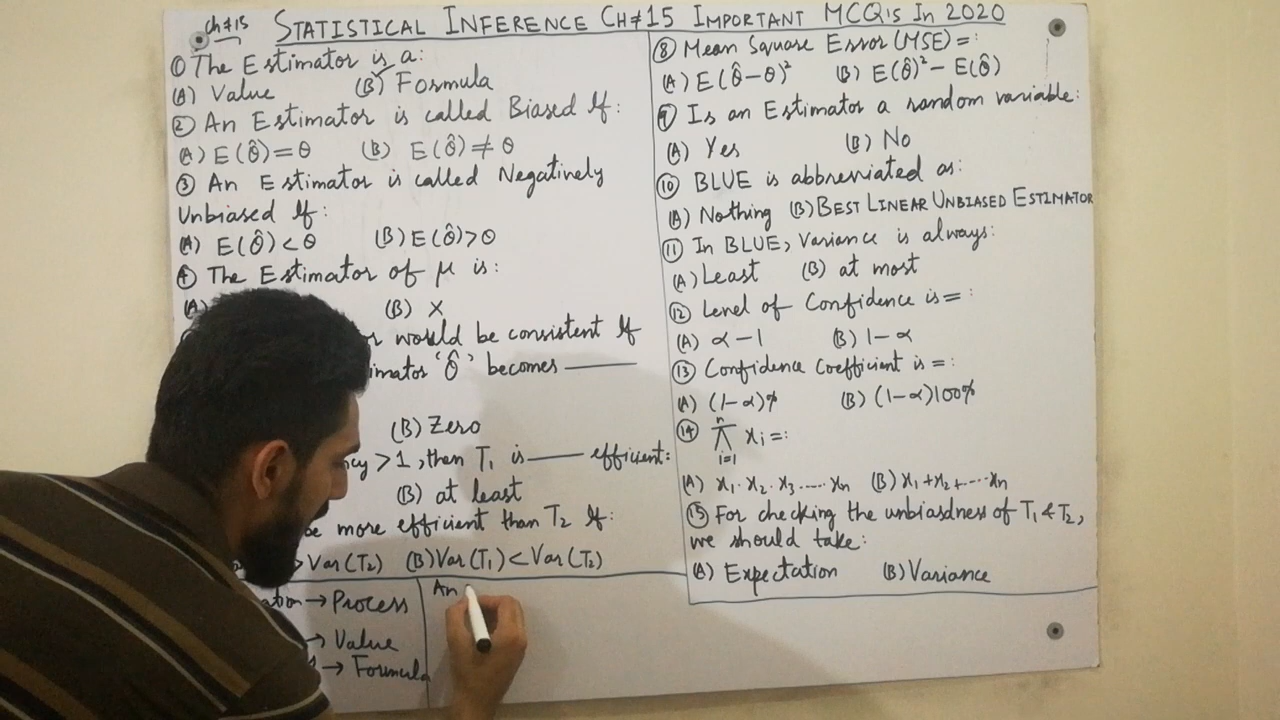 Ch#15 STATISTICAL INFERENCE CH#15 IMPORTANT MCQ'S IN 2020
① The Estimator is a:
(A) Value (B) Formula
② An Estimator is called Biased If:
(A) E(θ̂)=θ (B) E(θ̂)≠θ
③ An Estimator is called Negatively
Unbiased If:
(A) E(θ̂)<θ (B) E(θ̂)>θ
④ The Estimator of μ is:
(A) (B) X
would be consistent If
'θ̂' becomes ____
(B) Zero
>1, then T₁ is ____ efficient:
(B) at least
more efficient than T₂ If:
>Var(T₂) (B) Var(T₁)<Var(T₂)
→ Process
→ Value
→ Formula
An
⑧ Mean Square Error (MSE) =:
(A) E(θ̂-θ)² (B) E(θ̂)²-E(θ̂)
⑨ Is an Estimator a random variable:
(A) Yes (B) No
⑩ BLUE is abbreviated as:
(A) Nothing (B) BEST LINEAR UNBIASED ESTIMATOR
⑪ In BLUE, Variance is always:
(A) Least (B) at most
⑫ Level of Confidence is =:
(A) α-1 (B) 1-α
⑬ Confidence Coefficient is =:
(A) (1-α)% (B) (1-α)100%
⑭ n π i=1 xi =:
(A) x₁. x₂. x₃.....xn (B) x₁+x₂+....xn
⑮ For checking the unbiasdness of T₁ & T₂,
we should take:
(A) Expectation (B) Variance